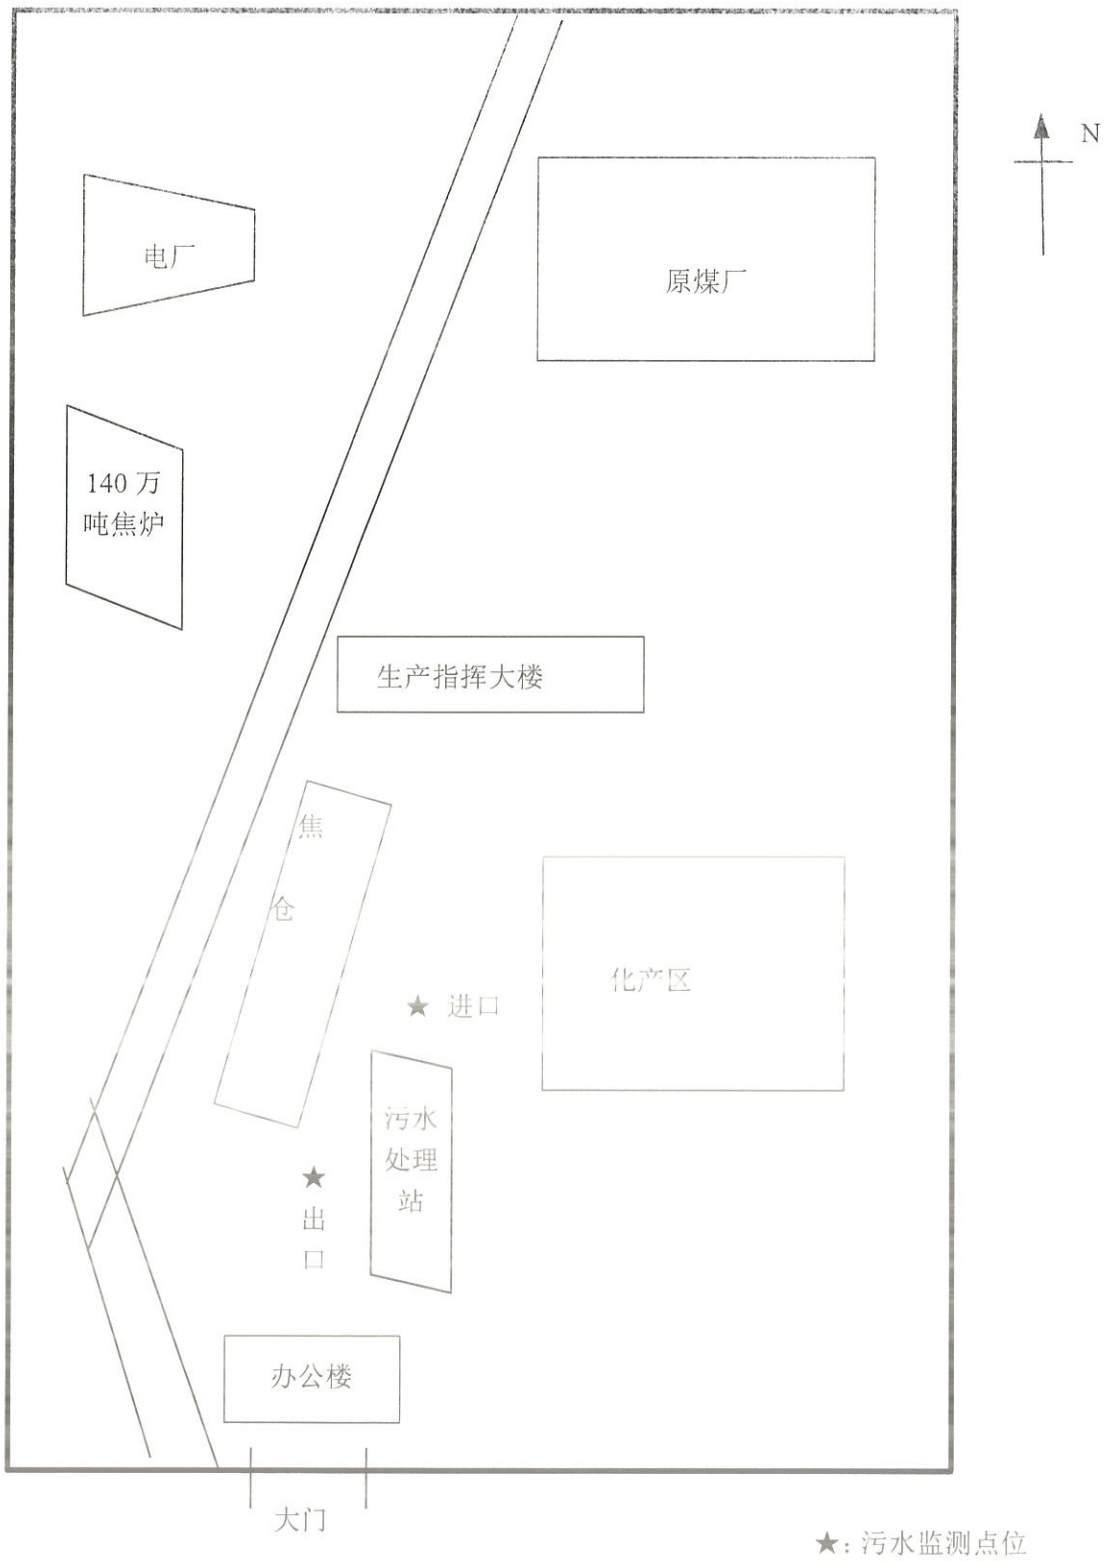 N
电厂
原煤厂
140 万
吨焦炉
生产指挥大楼
焦
仓
化产区
★ 进口
污水
处理
站
★
出
口
办公楼
大门
★: 污水监测点位